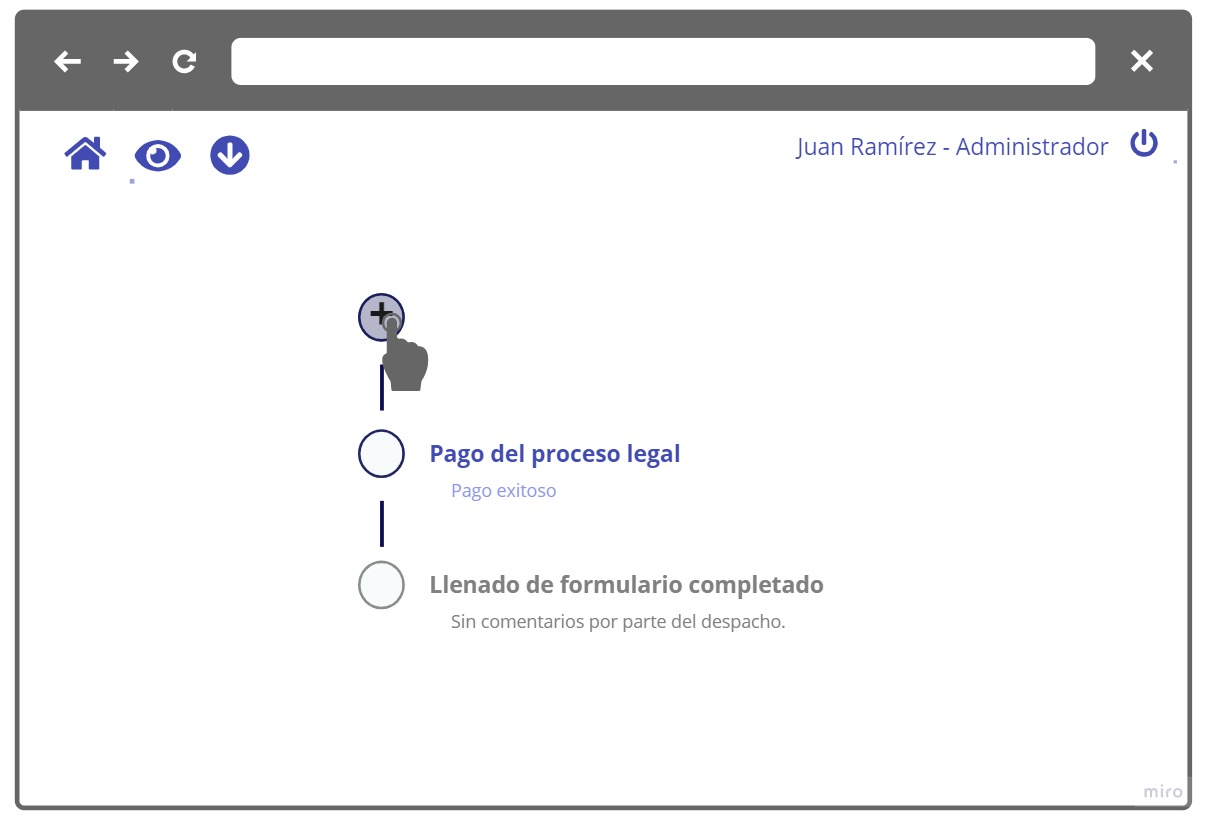 Juan Ramírez - Administrador
Pago del proceso legal
Pago exitoso
Llenado de formulario completado
Sin comentarios por parte del despacho.
miro